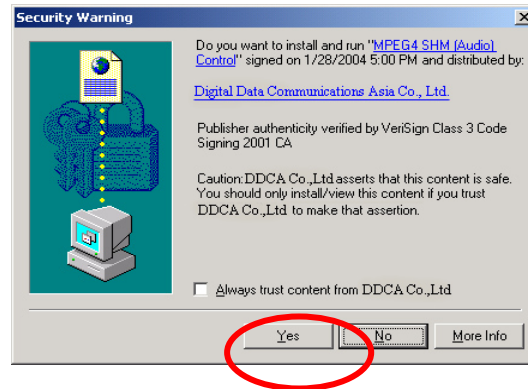 Security Warning
Do you want to install and run "MPEG4 SHM (Audio)
Control" signed on 1/28/2004 5:00 PM and distributed by:
Digital Data Communications Asia Co., Ltd.
Publisher authenticity verified by VeriSign Class 3 Code
Signing 2001 CA
Caution: DDCA Co.,Ltd asserts that this content is safe.
You should only install/view this content if you trust
DDCA Co.,Ltd to make that assertion.
Always trust content from DDCA Co.,Ltd
Yes No More Info